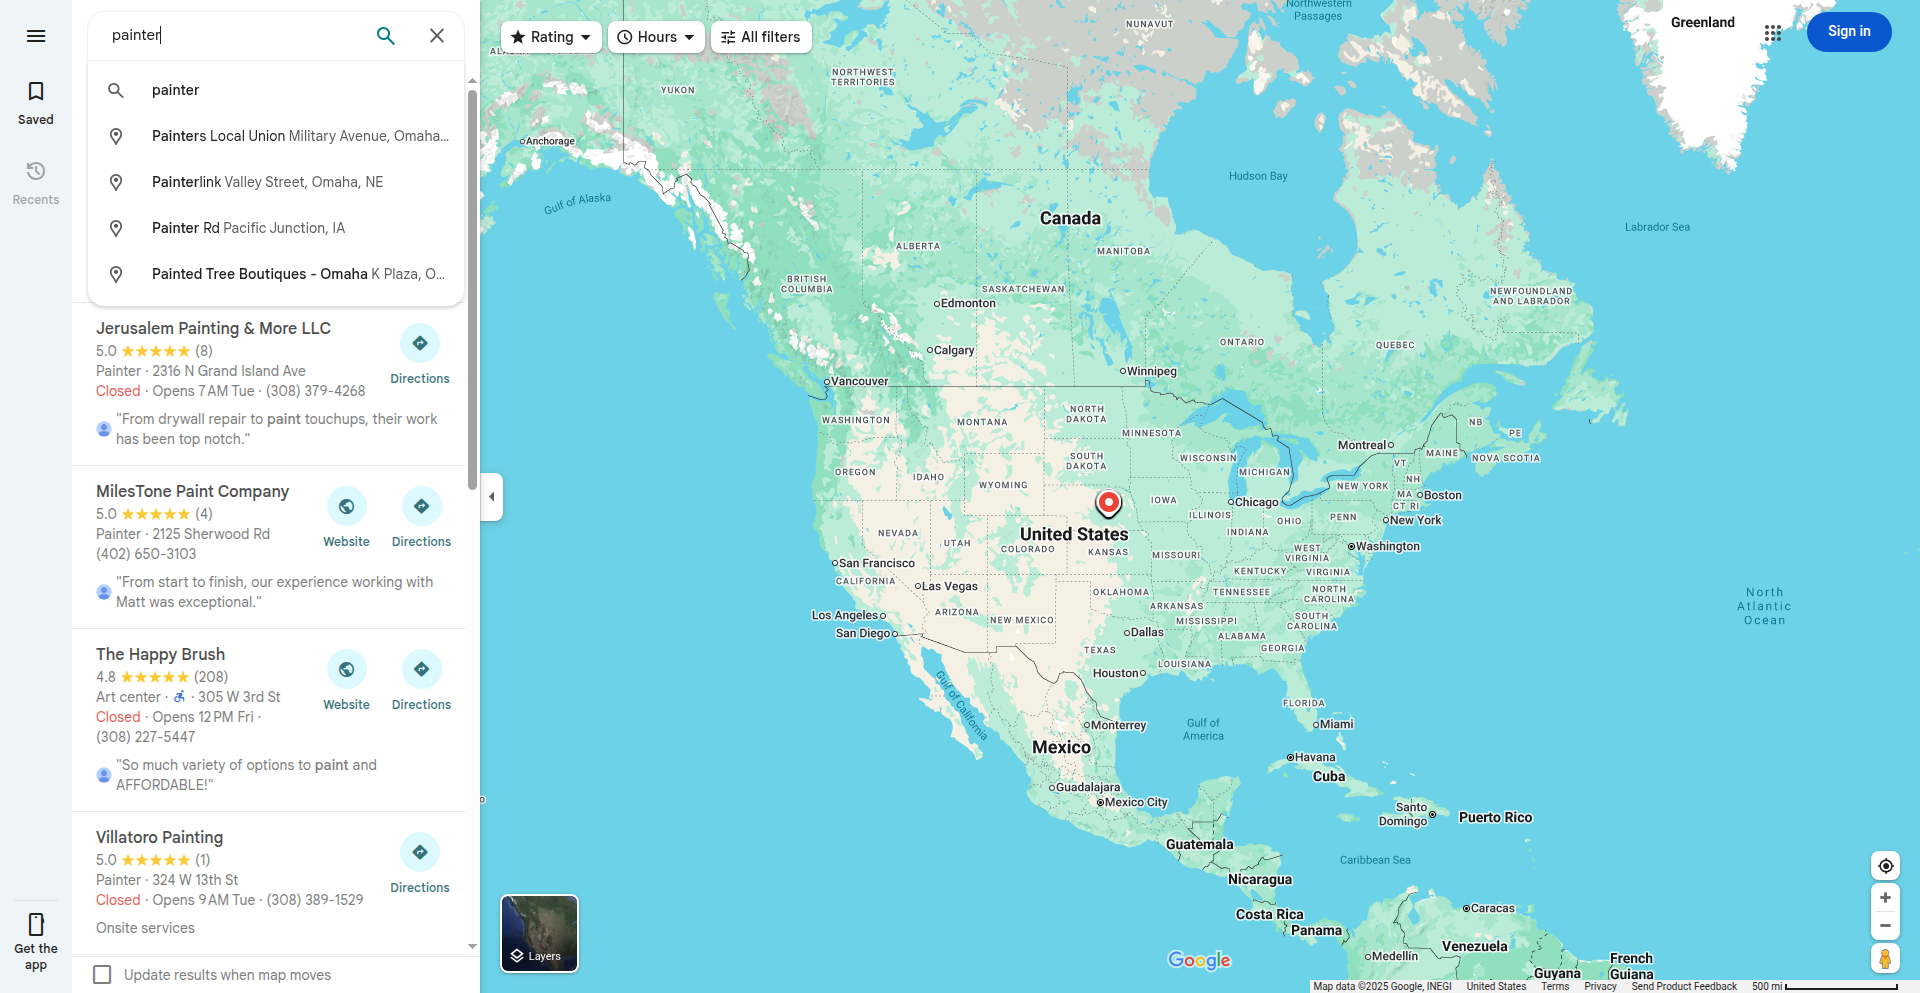 painter
Rating
Hours
All filters
Sign in
Saved
Recents
Get the
app
painter
Painters Local Union Military Avenue, Omaha...
Painterlink Valley Street, Omaha, NE
Painter Rd Pacific Junction, IA
Painted Tree Boutiques - Omaha K Plaza, O...
Jerusalem Painting & More LLC
5.0 ★★★★★ (8)
Painter · 2316 N Grand Island Ave
Closed · Opens 7 AM Tue · (308) 379-4268
Directions
"From drywall repair to paint touchups, their work
has been top notch."
MilesTone Paint Company
5.0 ★★★★★ (4)
Painter · 2125 Sherwood Rd
(402) 650-3103
Website
Directions
"From start to finish, our experience working with
Matt was exceptional."
The Happy Brush
4.8 ★★★★★ (208)
Art center · · 305 W 3rd St
Closed · Opens 12 PM Fri ·
(308) 227-5447
Website
Directions
"So much variety of options to paint and
AFFORDABLE!"
Villatoro Painting
5.0 ★★★★★ (1)
Painter · 324 W 13th St
Closed · Opens 9 AM Tue · (308) 389-1529
Directions
Onsite services
Update results when map moves
Northwestern
Passages
Greenland
NUNAVUT
NORTHWEST
TERRITORIES
YUKON
Anchorage
Gulf of Alaska
Hudson Bay
Labrador Sea
Canada
ALBERTA
MANITOBA
BRITISH
COLUMBIA
SASKATCHEWAN
NEWFOUNDLAND
AND LABRADOR
Edmonton
ONTARIO
QUEBEC
Calgary
Winnipeg
Vancouver
WASHINGTON
MONTANA
NORTH
DAKOTA
MINNESOTA
NB
PE
Montreal
MAINE
NOVA SCOTIA
SOUTH
DAKOTA
WISCONSIN
VT
OREGON
IDAHO
MICHIGAN
NH
WYOMING
NEW YORK
IOWA
Chicago
MA
Boston
CT
RI
ILLINOIS
OHIO
PENN
New York
NEVADA
United States
INDIANA
UTAH
COLORADO
KANSAS
MISSOURI
WEST
VIRGINIA
Washington
San Francisco
CALIFORNIA
KENTUCKY
VIRGINIA
Las Vegas
OKLAHOMA
TENNESSEE
NORTH
CAROLINA
ARKANSAS
Los Angeles
ARIZONA
NEW MEXICO
MISSISSIPPI
SOUTH
CAROLINA
San Diego
Dallas
ALABAMA
TEXAS
GEORGIA
LOUISIANA
Houston
North
Atlantic
Ocean
Gulf of California
FLORIDA
Monterrey
Gulf of
America
Miami
Mexico
Havana
Cuba
Guadalajara
Mexico City
Santo
Domingo
Puerto Rico
Guatemala
Caribbean Sea
Nicaragua
Costa Rica
Panama
Caracas
Venezuela
Medellín
Guyana
French
Guiana
Layers
Google
Map data ©2025 Google, INEGI
United States
Terms
Privacy
Send Product Feedback
500 mi